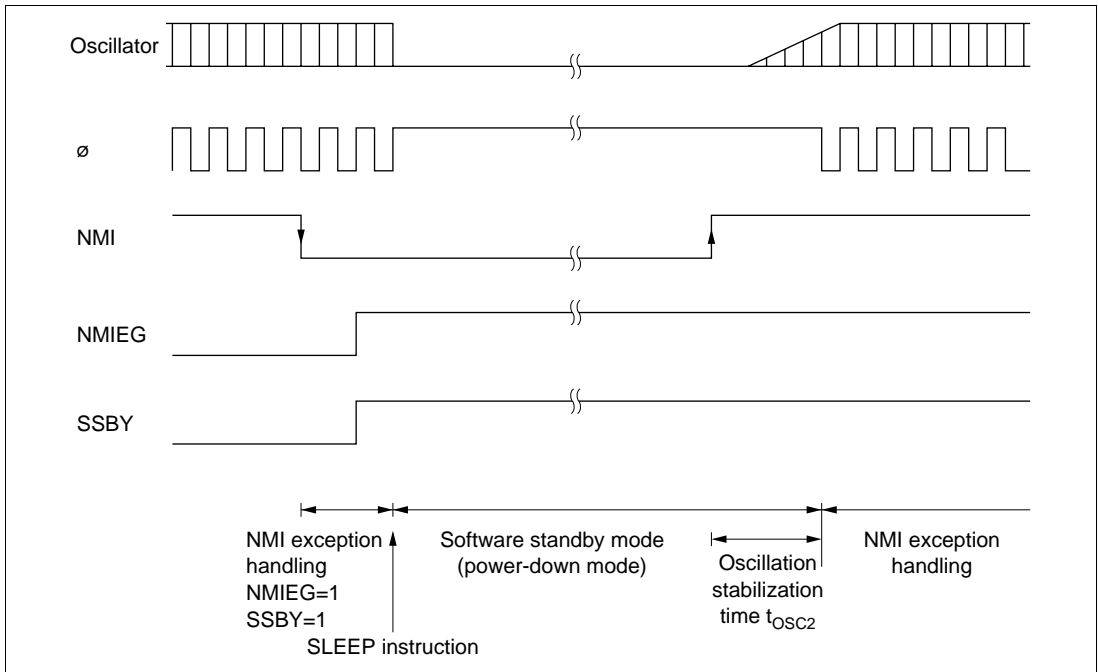 Oscillator
ø
NMI
NMIEG
SSBY
NMI exception
handling
NMIEG=1
SSBY=1
SLEEP instruction
Software standby mode
(power-down mode)
Oscillation
stabilization
time tOSC2
NMI exception
handling